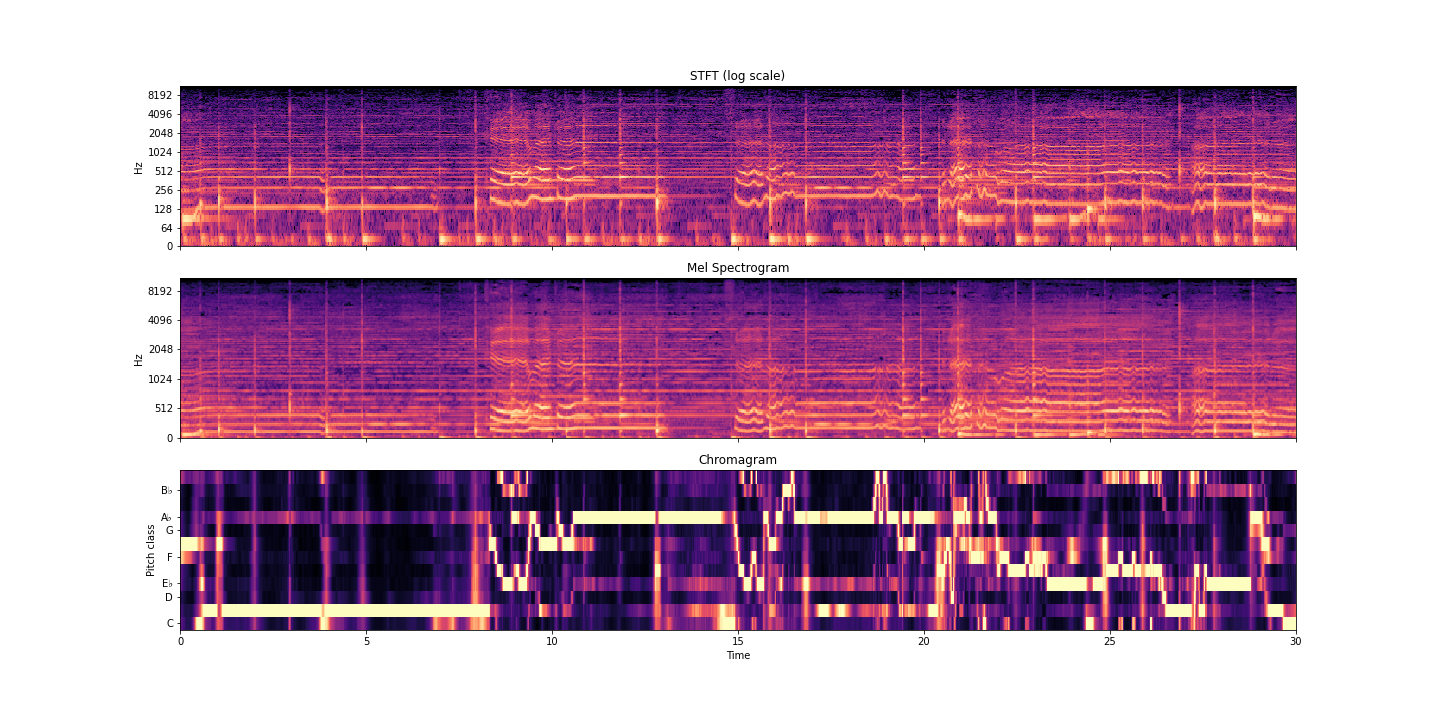 STFT (log scale)
8192
4096
2048
1024
512
256
128
64
0
Hz
Mel Spectrogram
8192
4096
2048
1024
512
0
Hz
Chromagram
B♭
A♭
G
F
E♭
D
C
Pitch class
0 5 10 15 20 25 30
Time